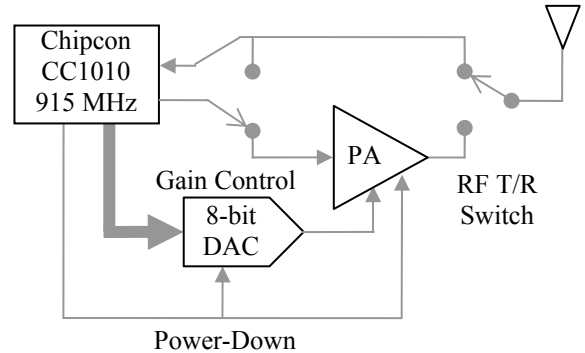 Chipcon
CC1010
915 MHz
PA
Gain Control
8-bit
DAC
RF T/R
Switch
Power-Down